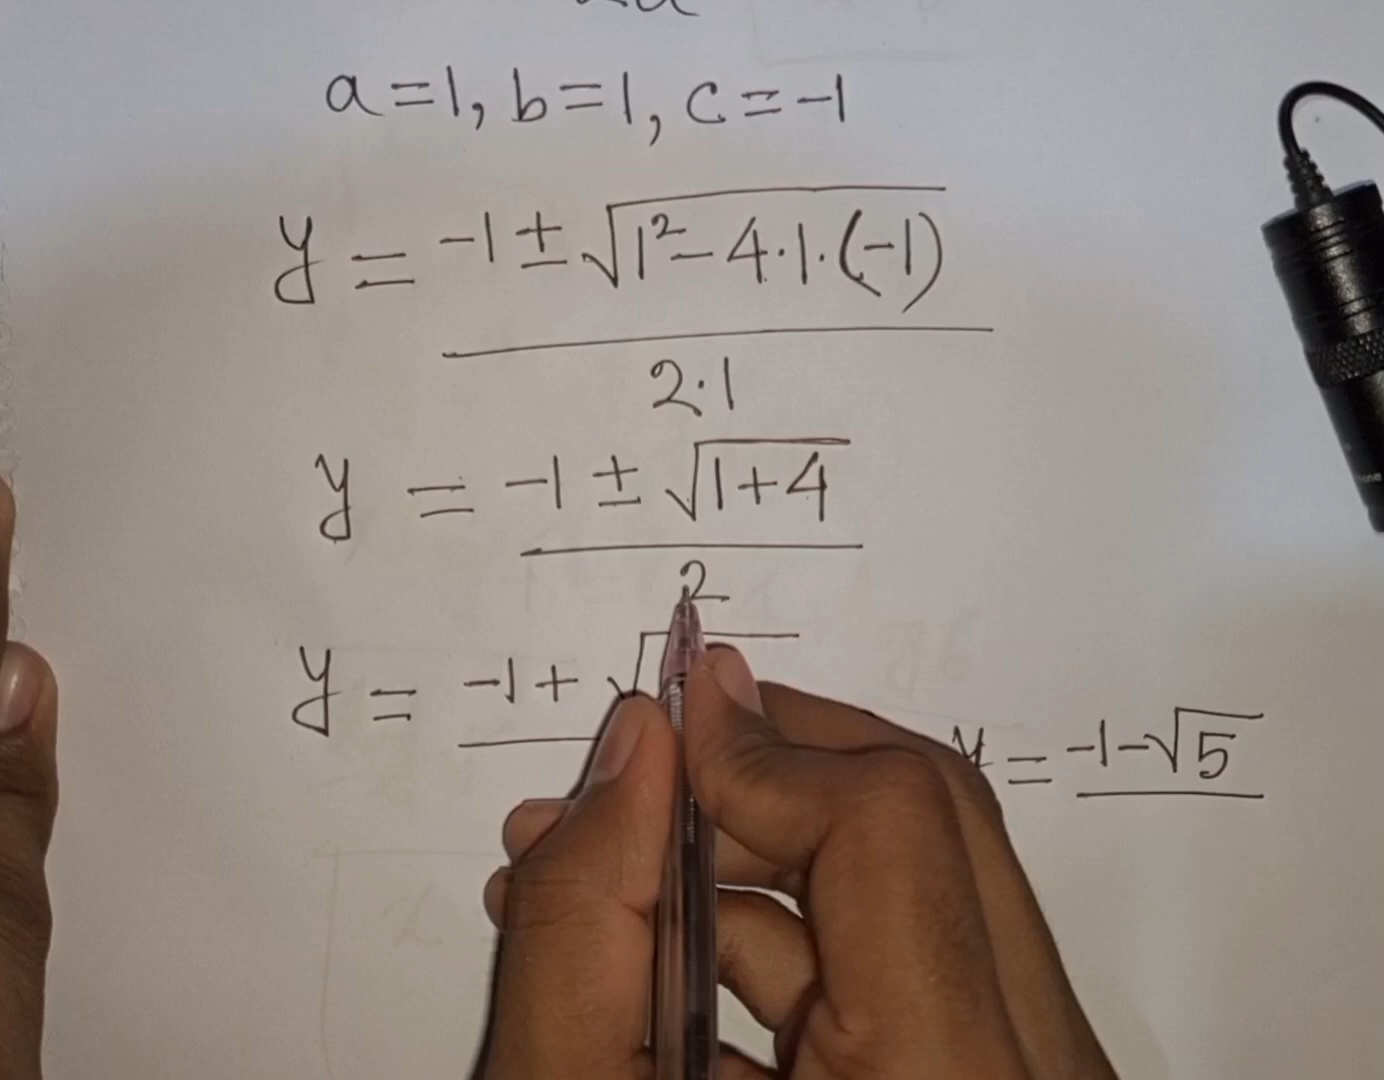 a=1, b=1, c=-1
y = -1 ± √1²-4·1·(-1)
2·1
y = -1 ± √1+4
2
y = -1+ √
y = -1-√5